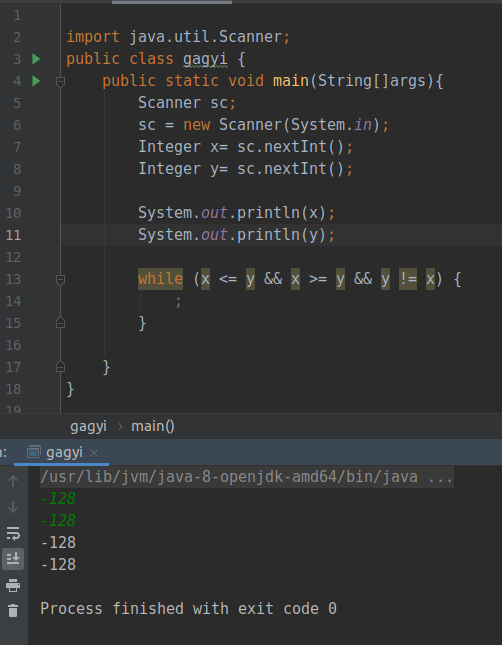 1
2 import java.util.Scanner;
3 public class gagyi {
4 public static void main(String[]args){
5 Scanner sc;
6 sc = new Scanner(System.in);
7 Integer x= sc.nextInt();
8 Integer y= sc.nextInt();
9
10 System.out.println(x);
11 System.out.println(y);
12
13 while (x <= y && x >= y && y != x) {
14 ;
15 }
16
17 }
18 }
19
gagyi › main()
n: gagyi ×
/usr/lib/jvm/java-8-openjdk-amd64/bin/java ...
-128
-128
-128
-128
Process finished with exit code 0